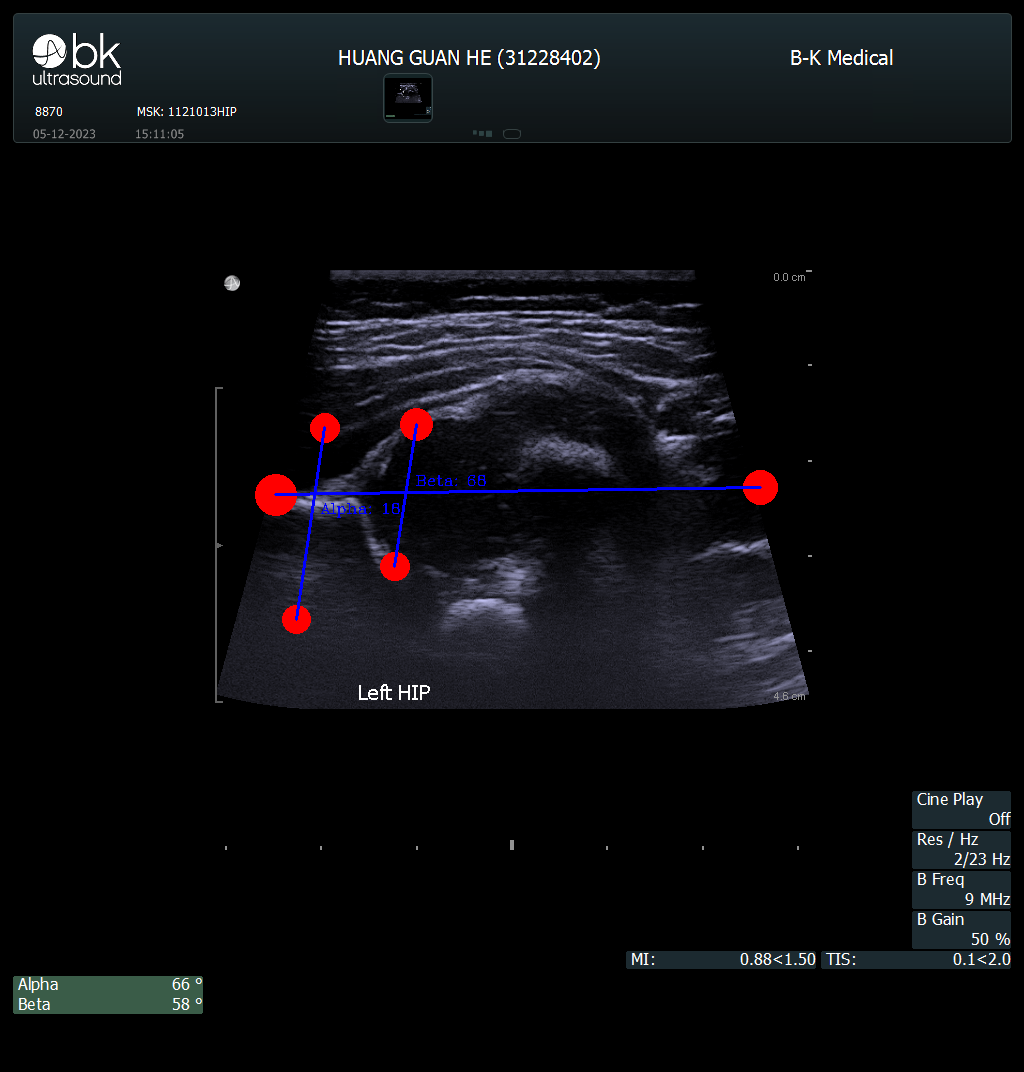 bk
ultrasound
HUANG GUAN HE (31228402)
B-K Medical
8870
MSK: 1121013HIP
05-12-2023
15:11:05
0.0 cm
Beta: 68
Alpha:
4.6 cm
Left HIP
Cine Play
Off
Res / Hz
2/23 Hz
B Freq
9 MHz
B Gain
50 %
MI: 0.88<1.50
TIS: 0.1<2.0
Alpha 66 º
Beta 58 º